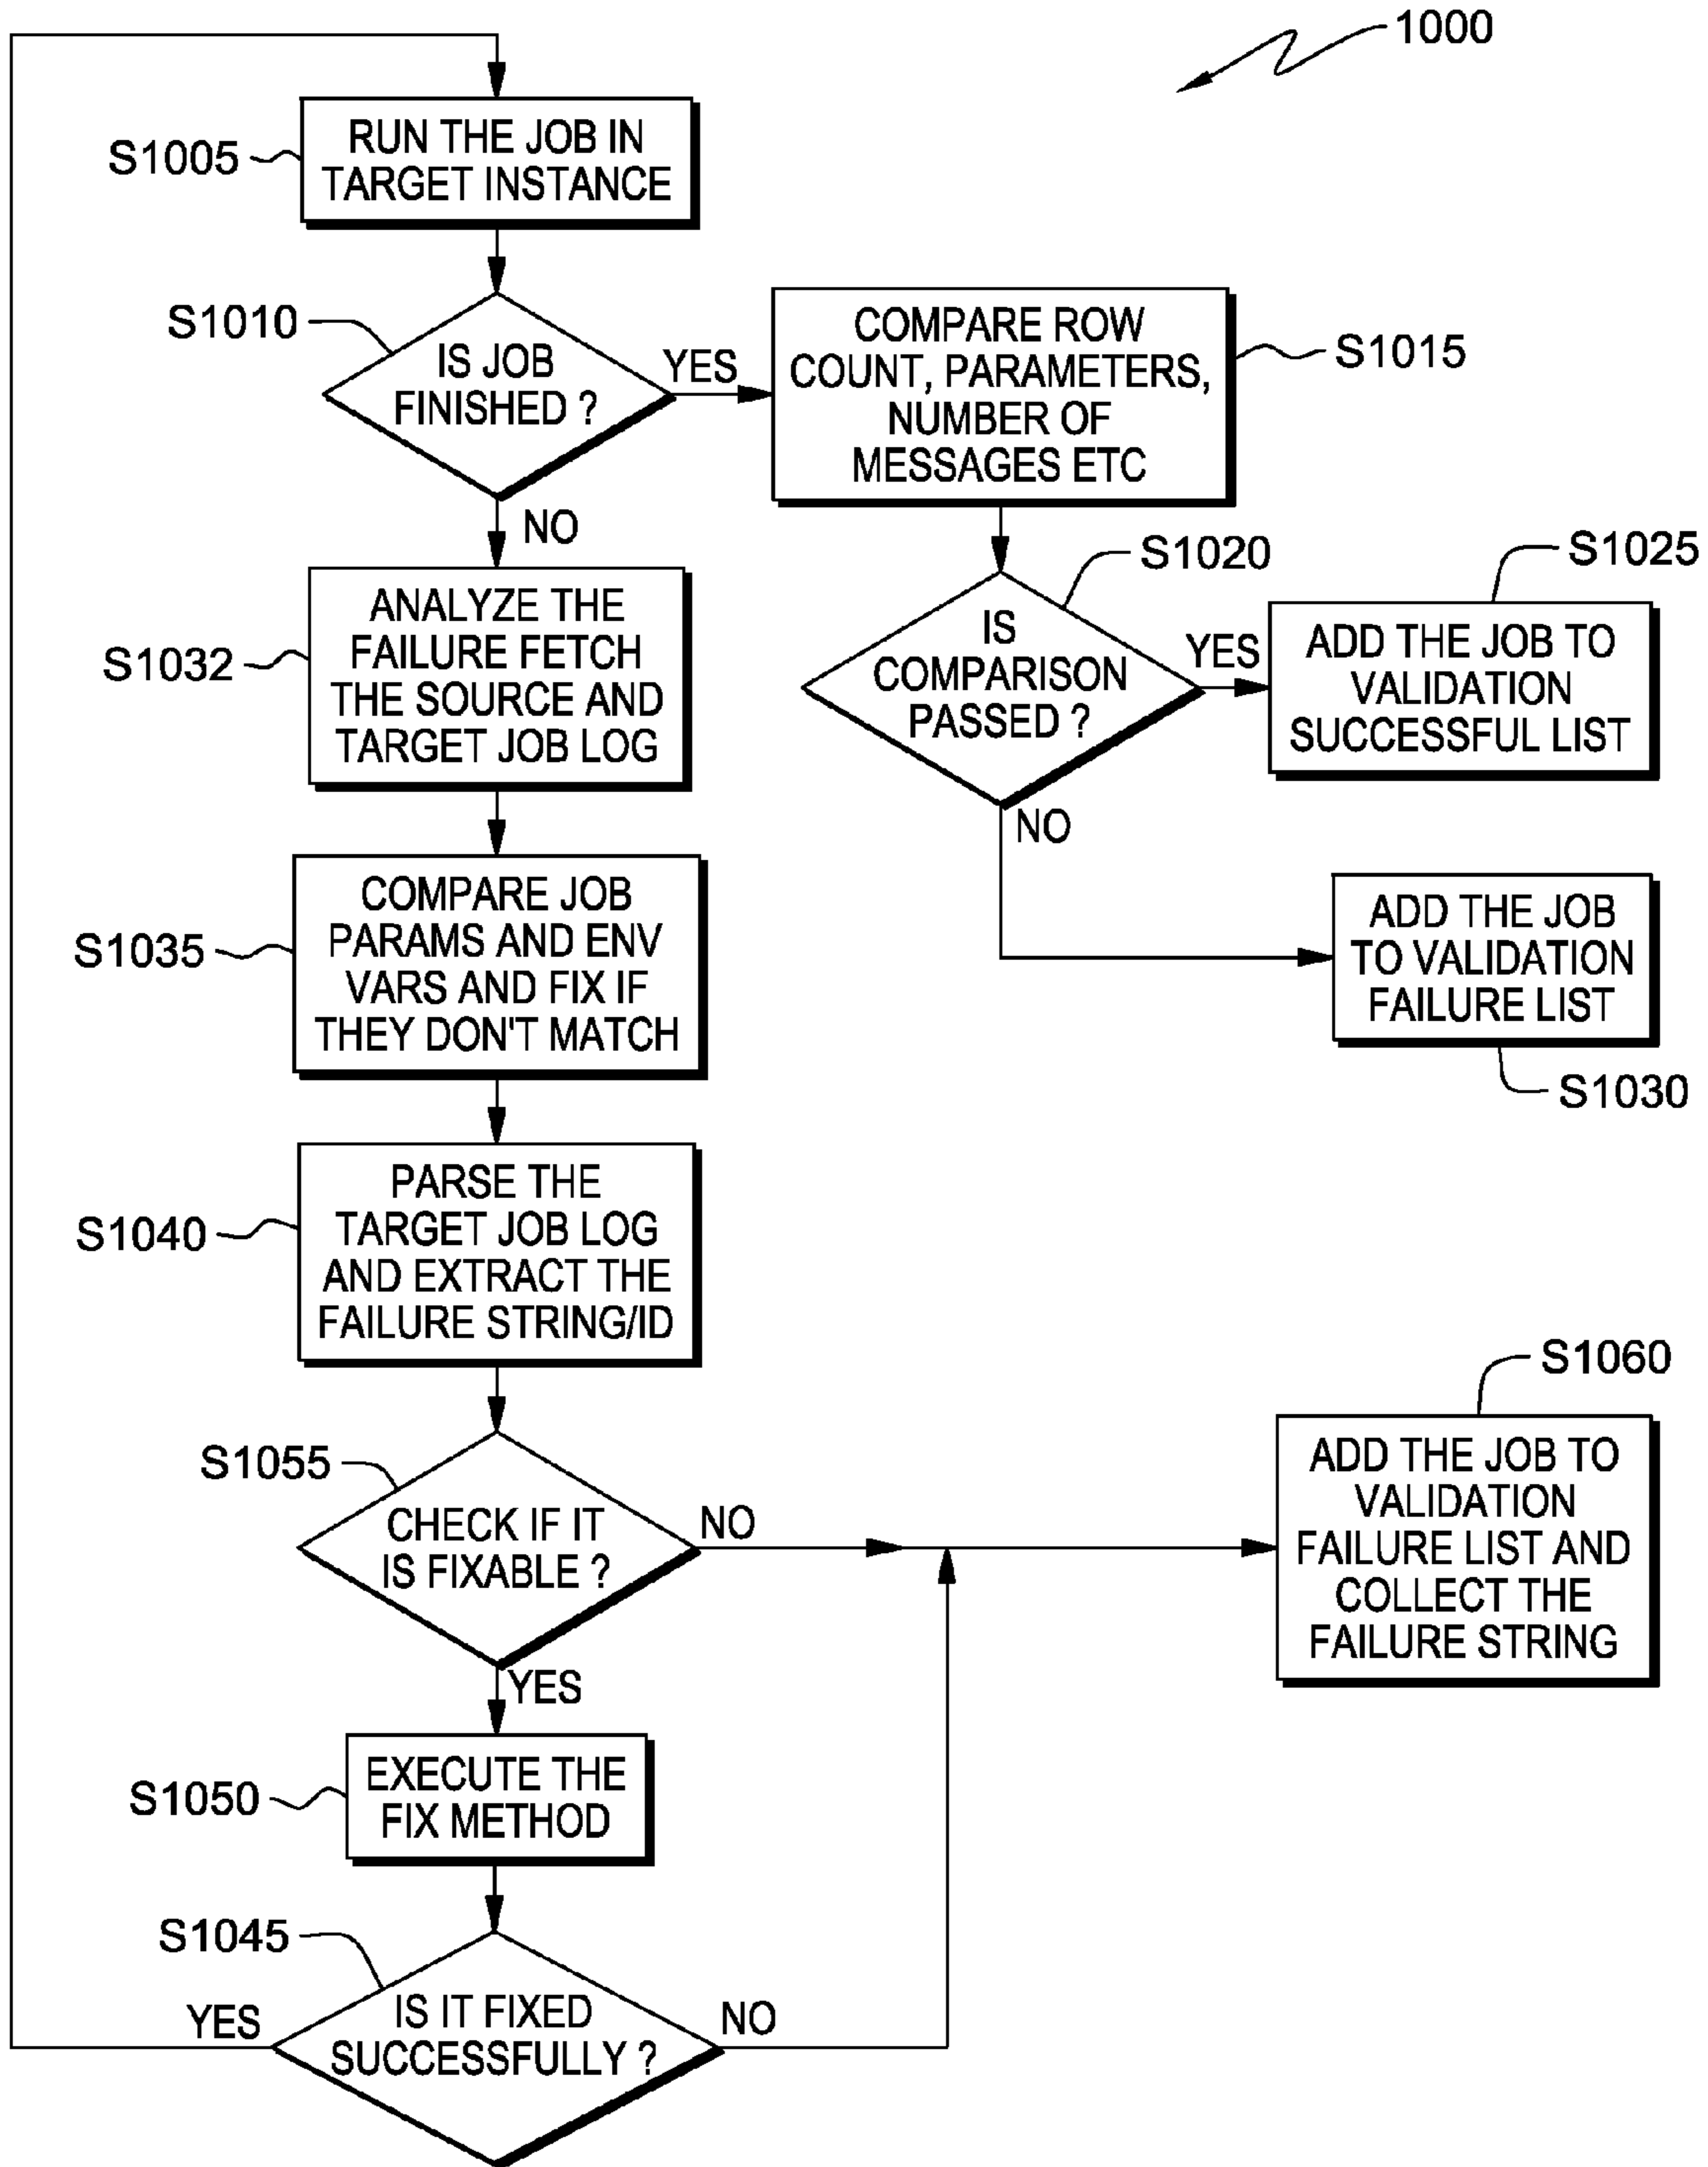 1000
S1005
RUN THE JOB IN
TARGET INSTANCE
S1010
IS JOB
FINISHED ?
YES
NO
COMPARE ROW
COUNT, PARAMETERS,
NUMBER OF
MESSAGES ETC
S1015
S1020
IS
COMPARISON
PASSED ?
YES
NO
S1025
ADD THE JOB TO
VALIDATION
SUCCESSFUL LIST
ADD THE JOB
TO VALIDATION
FAILURE LIST
S1030
S1032
ANALYZE THE
FAILURE FETCH
THE SOURCE AND
TARGET JOB LOG
S1035
COMPARE JOB
PARAMS AND ENV
VARS AND FIX IF
THEY DON'T MATCH
S1040
PARSE THE
TARGET JOB LOG
AND EXTRACT THE
FAILURE STRING/ID
S1055
CHECK IF IT
IS FIXABLE ?
NO
YES
S1060
ADD THE JOB TO
VALIDATION
FAILURE LIST AND
COLLECT THE
FAILURE STRING
S1050
EXECUTE THE
FIX METHOD
S1045
IS IT FIXED
SUCCESSFULLY ?
YES
NO